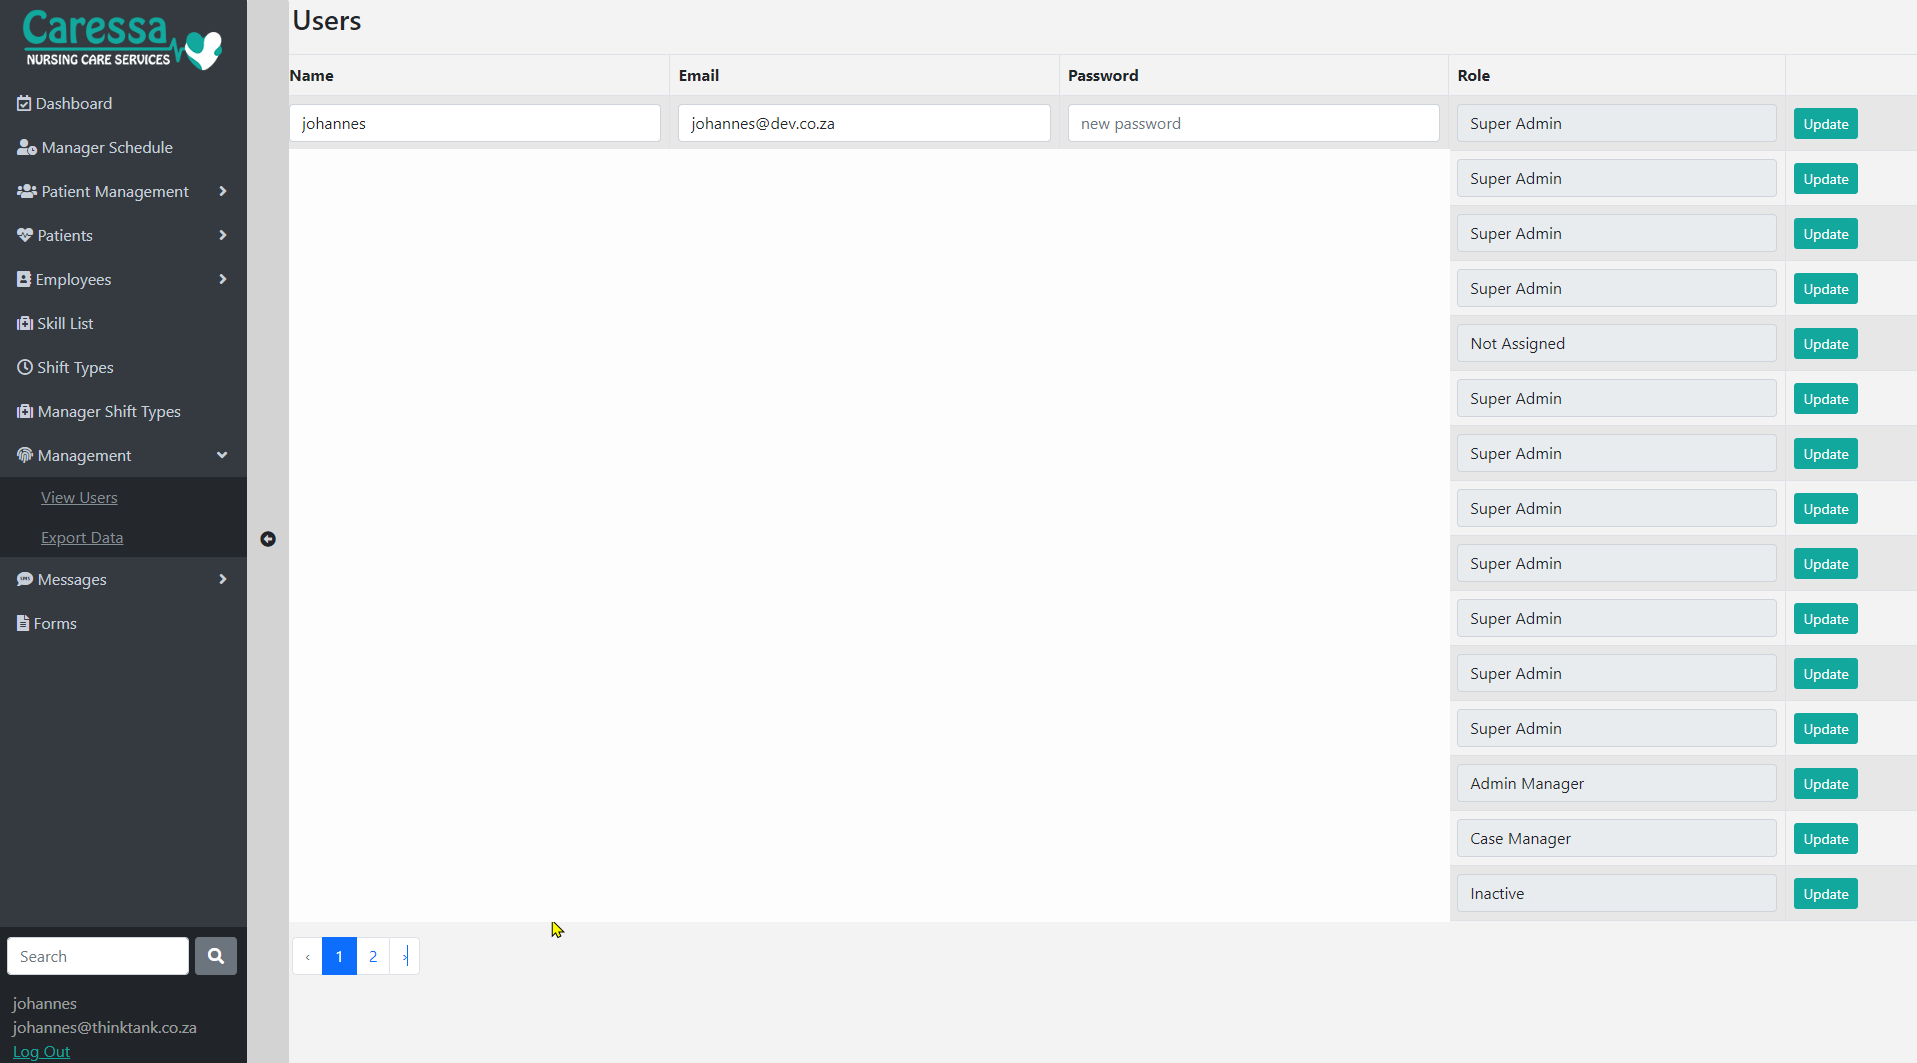 Caressa
NURSING CARE SERVICES
Dashboard
Manager Schedule
Patient Management
Patients
Employees
Skill List
Shift Types
Manager Shift Types
Management
View Users
Export Data
Messages
Forms
Search
johannes
johannes@thinktank.co.za
Log Out
Users
Name Email Password Role
johannes johannes@dev.co.za new password Super Admin Update
Super Admin Update
Super Admin Update
Super Admin Update
Not Assigned Update
Super Admin Update
Super Admin Update
Super Admin Update
Super Admin Update
Super Admin Update
Super Admin Update
Super Admin Update
Admin Manager Update
Case Manager Update
Inactive Update
‹ 1 2 ›